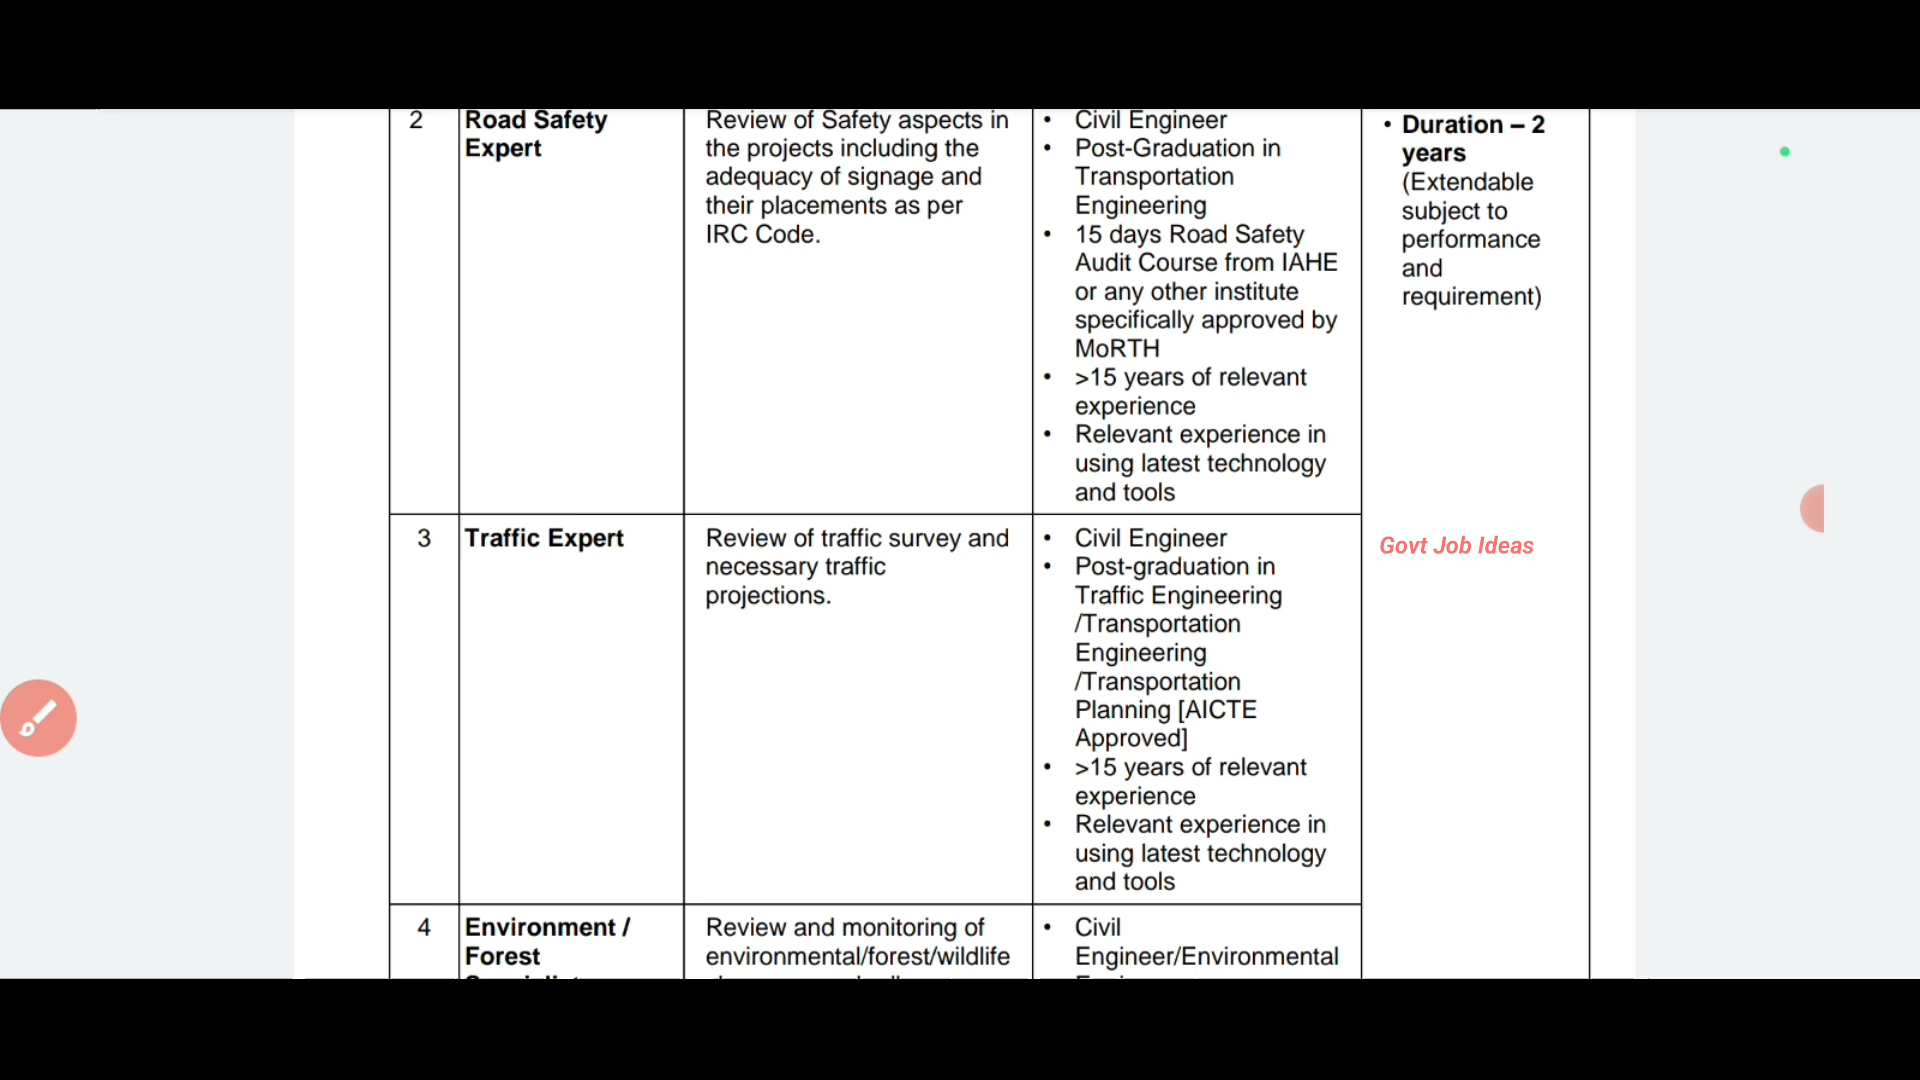 2
Road Safety
Expert
Review of Safety aspects in
the projects including the
adequacy of signage and
their placements as per
IRC Code.
• Civil Engineer
• Post-Graduation in
Transportation
Engineering
• 15 days Road Safety
Audit Course from IAHE
or any other institute
specifically approved by
MoRTH
• >15 years of relevant
experience
• Relevant experience in
using latest technology
and tools
• Duration – 2
years
(Extendable
subject to
performance
and
requirement)
3
Traffic Expert
Review of traffic survey and
necessary traffic
projections.
• Civil Engineer
• Post-graduation in
Traffic Engineering
/Transportation
Engineering
/Transportation
Planning [AICTE
Approved]
• >15 years of relevant
experience
• Relevant experience in
using latest technology
and tools
Govt Job Ideas
4
Environment /
Forest
Review and monitoring of
environmental/forest/wildlife
• Civil
Engineer/Environmental